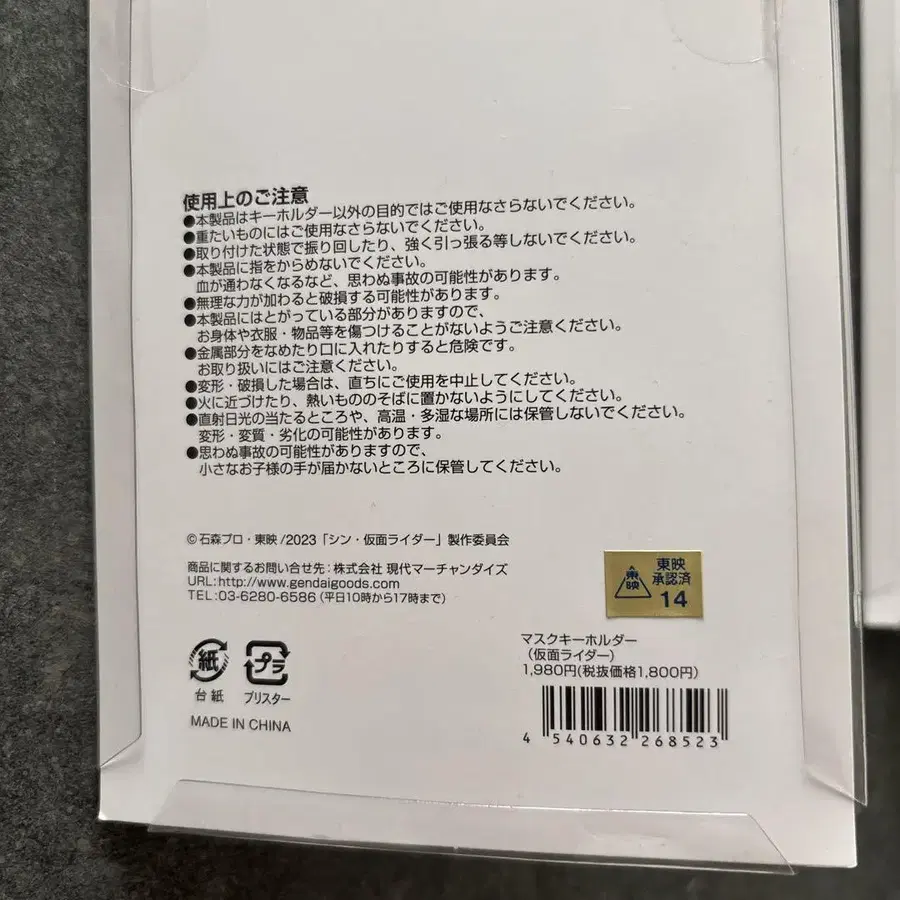 使用上のご注意
●本製品はキーホルダー以外の目的ではご使用なさらないでください。
●重たいものにはご使用なさらないでください。
●取り付けた状態で振り回したり、強く引っ張る等しないでください。
●本製品に指をからめないでください。
血が通わなくなるなど、思わぬ事故の可能性があります。
●無理な力が加わると破損する可能性があります。
●本製品にはとがっている部分がありますので、
お身体や衣服・物品等を傷つけることがないようご注意ください。
●金属部分をなめたり口に入れたりすると危険です。
お取り扱いにはご注意ください。
●変形・破損した場合は、直ちにご使用を中止してください。
●火に近づけたり、熱いもののそばに置かないようにしてください。
●直射日光の当たるところや、高温・多湿な場所には保管しないでください。
変形・変質・劣化の可能性があります。
●思わぬ事故の可能性がありますので、
小さなお子様の手が届かないところに保管してください。
©石森プロ・東映/2023「シン・仮面ライダー」製作委員会
商品に関するお問い合せ先：株式会社 現代マーチャンダイズ
URL:http://www.gendaigoods.com
TEL:03-6280-6586（平日10時から17時まで）
東映
東映
承認済
14
紙
台紙
プラ
ブリスター
MADE IN CHINA
マスクキーホルダー
（仮面ライダー）
1,980円(税抜価格1,800円)
4 540632 268523